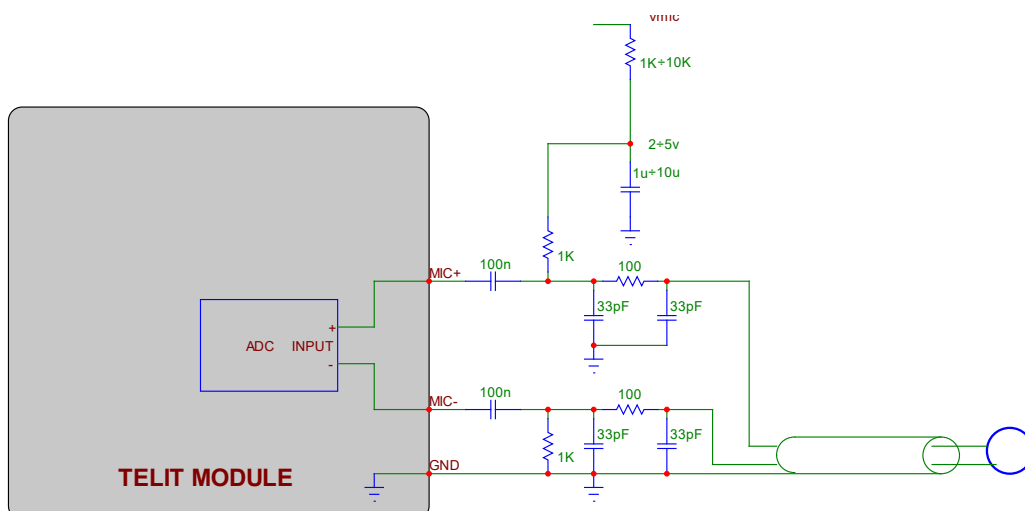 1K÷10K
2÷5v
1u÷10u
1K
MIC+
100n
100
33pF
33pF
+
ADC INPUT
-
MIC-
100n
100
33pF
33pF
1K
GND
TELIT MODULE